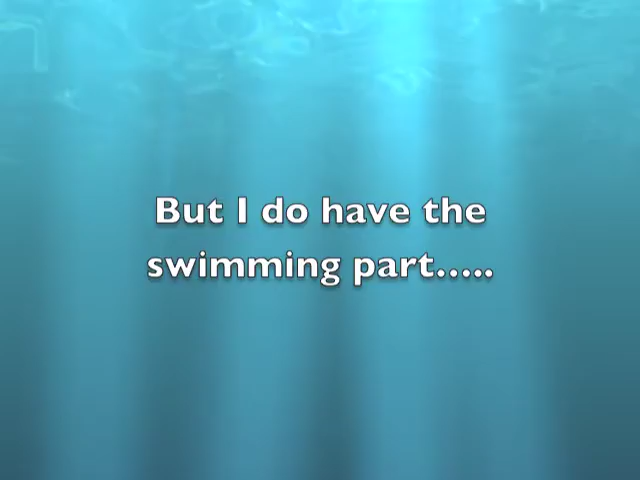 But I do have the
swimming part.....